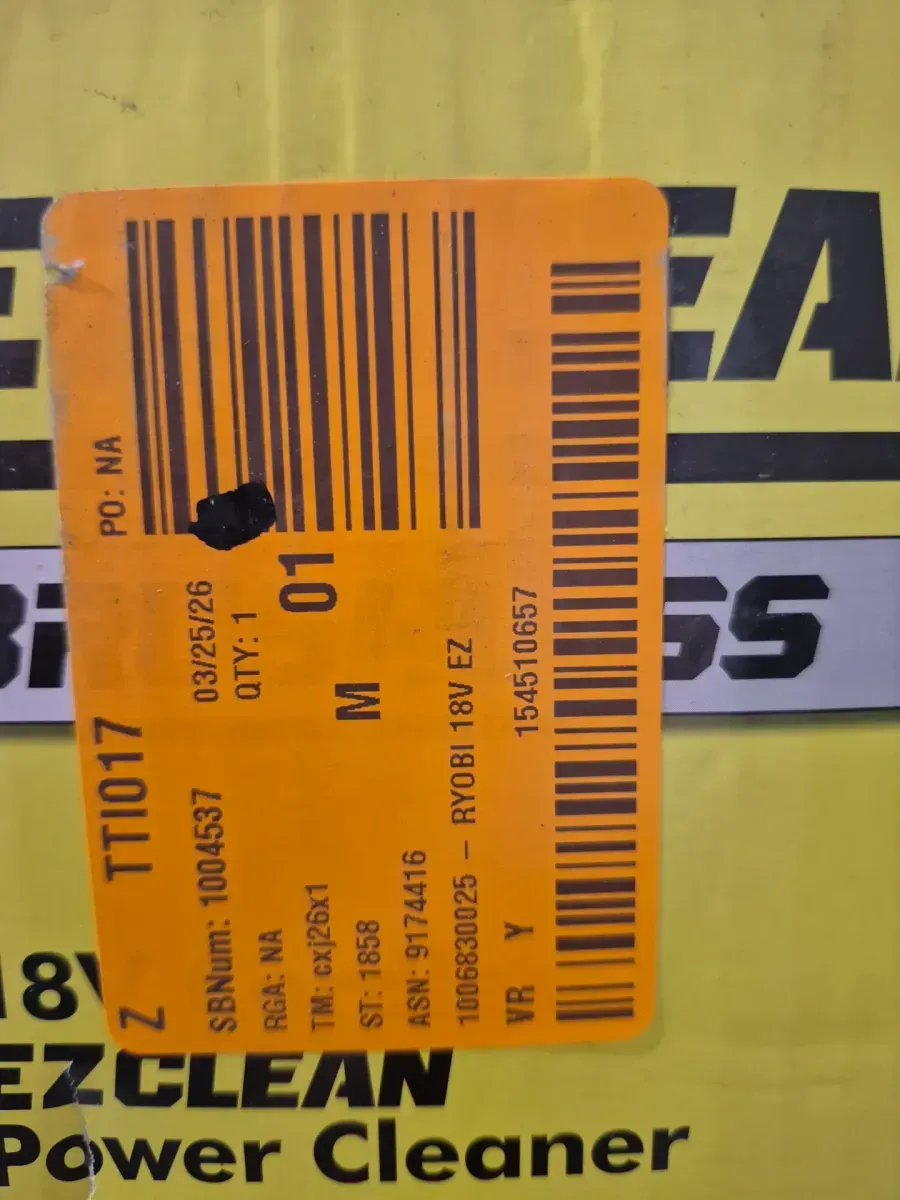 Z TTI017 PO: NA
SBNum: 1004537 03/25/26
RGA: NA QTY: 1
TM: cxj26x1 01
ST: 1858 M
ASN: 9174416
1006830025 – RYOBI 18V EZ
VR Y 154510657
EZCLEAN
Power Cleaner